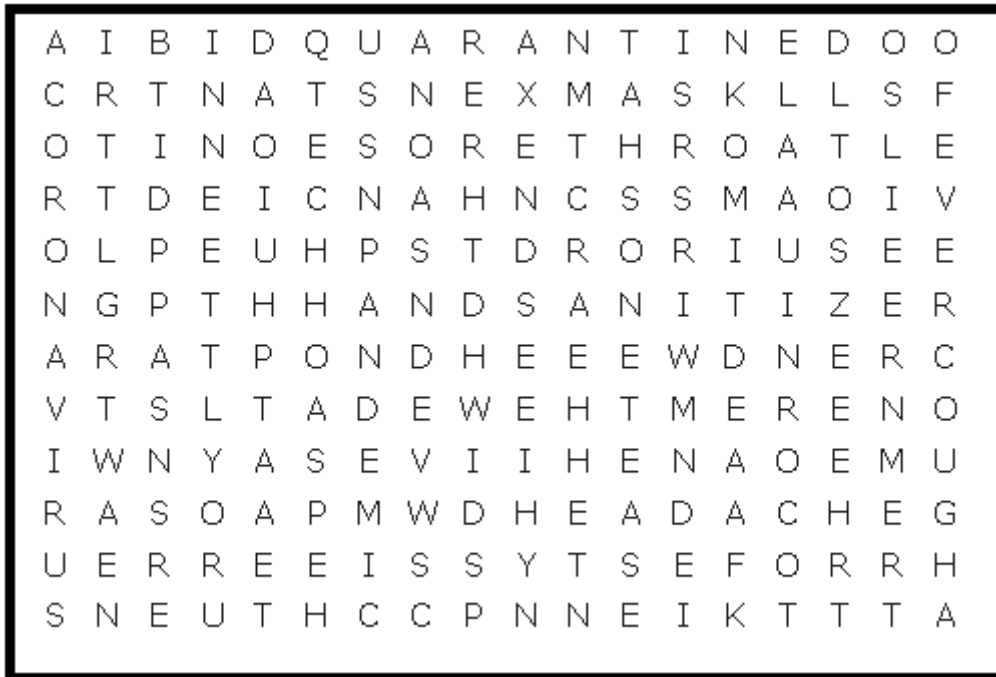 A I B I D Q U A R A N T I N E D O O
C R T N A T S N E X M A S K L L S F
O T I N O E S O R E T H R O A T L E
R T D E I C N A H N C S S M A O I V
O L P E U H P S T D R O R I U S E E
N G P T H H A N D S A N I T I Z E R
A R A T P O N D H E E E W D N E R C
V T S L T A D E W E H T M E R E N O
I W N Y A S E V I I H E N A O E M U
R A S O A P M W D H E A D A C H E G
U E R R E E I S S Y T S E F O R R H
S N E U T H C C P N N E I K T T T A